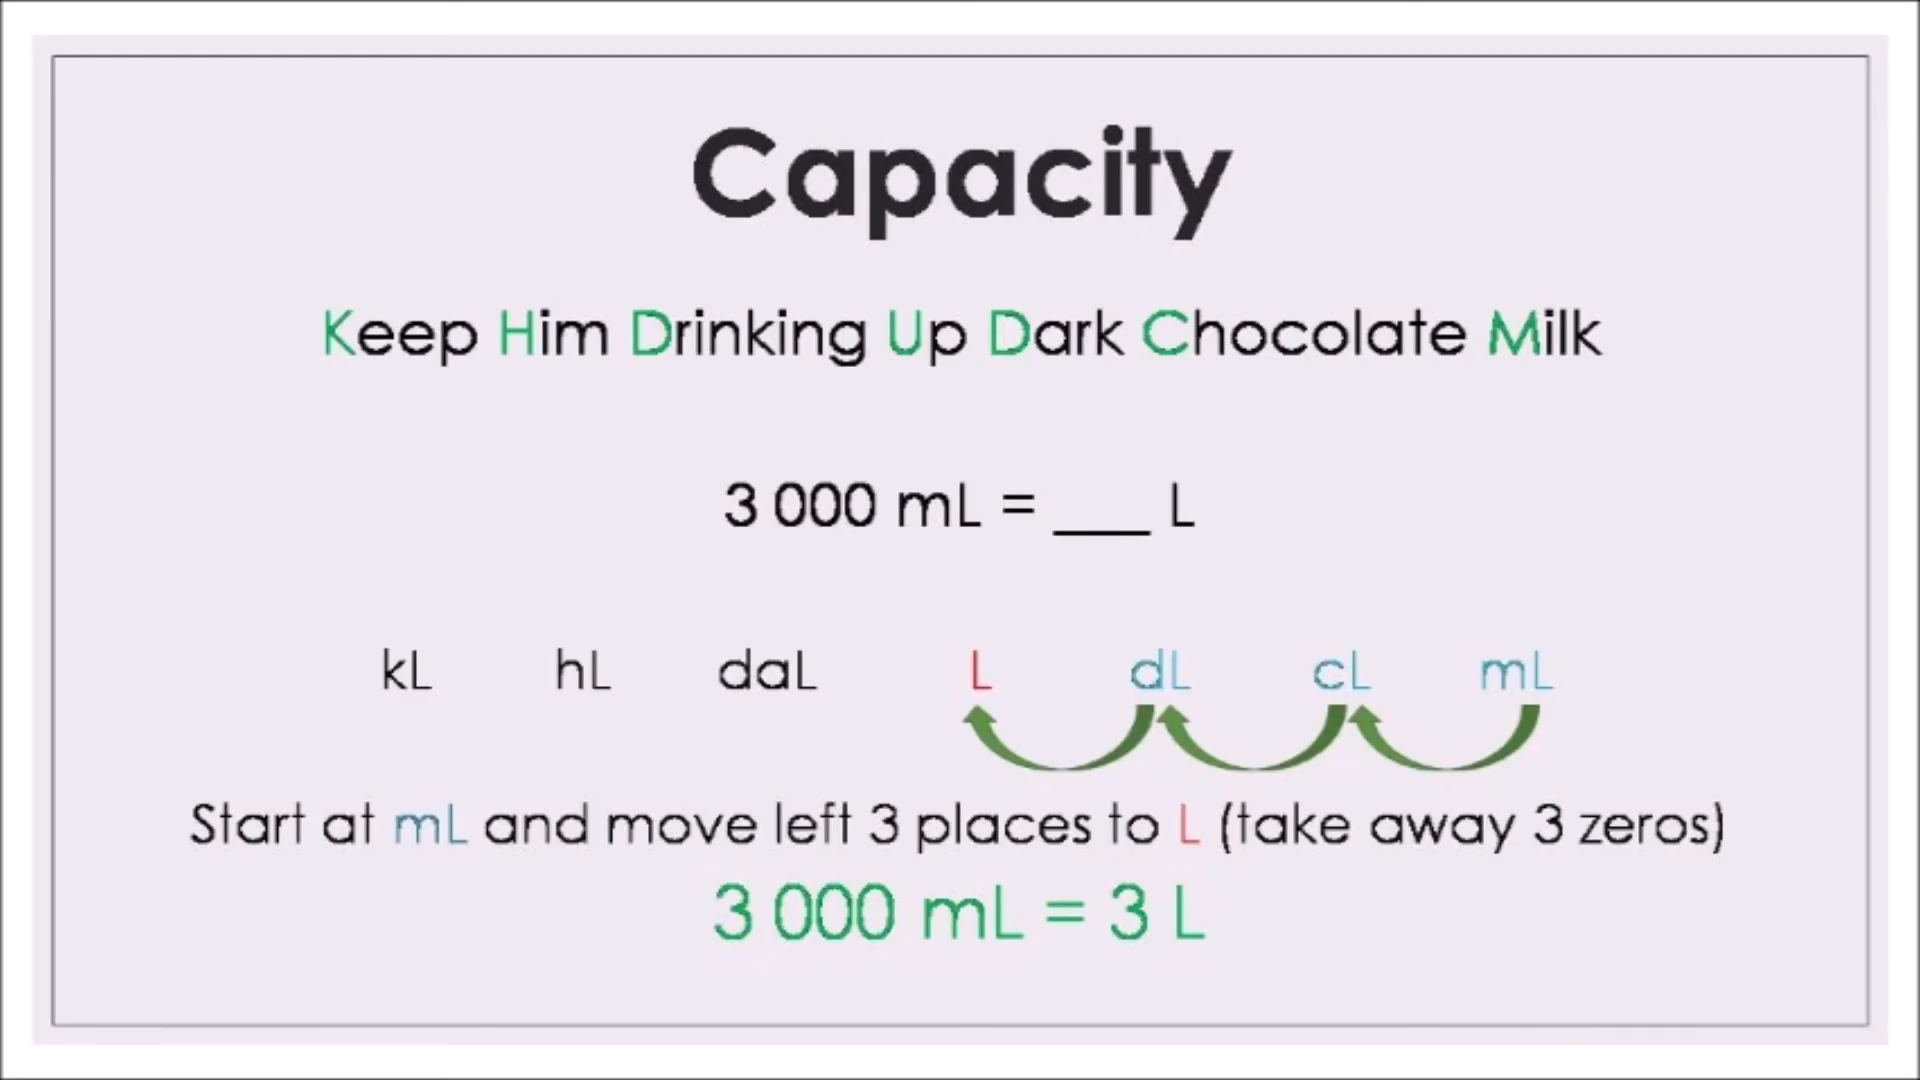 Capacity
Keep Him Drinking Up Dark Chocolate Milk
3 000 mL = ___ L
kL hL daL L dL cL mL
Start at mL and move left 3 places to L (take away 3 zeros)
3 000 mL = 3 L